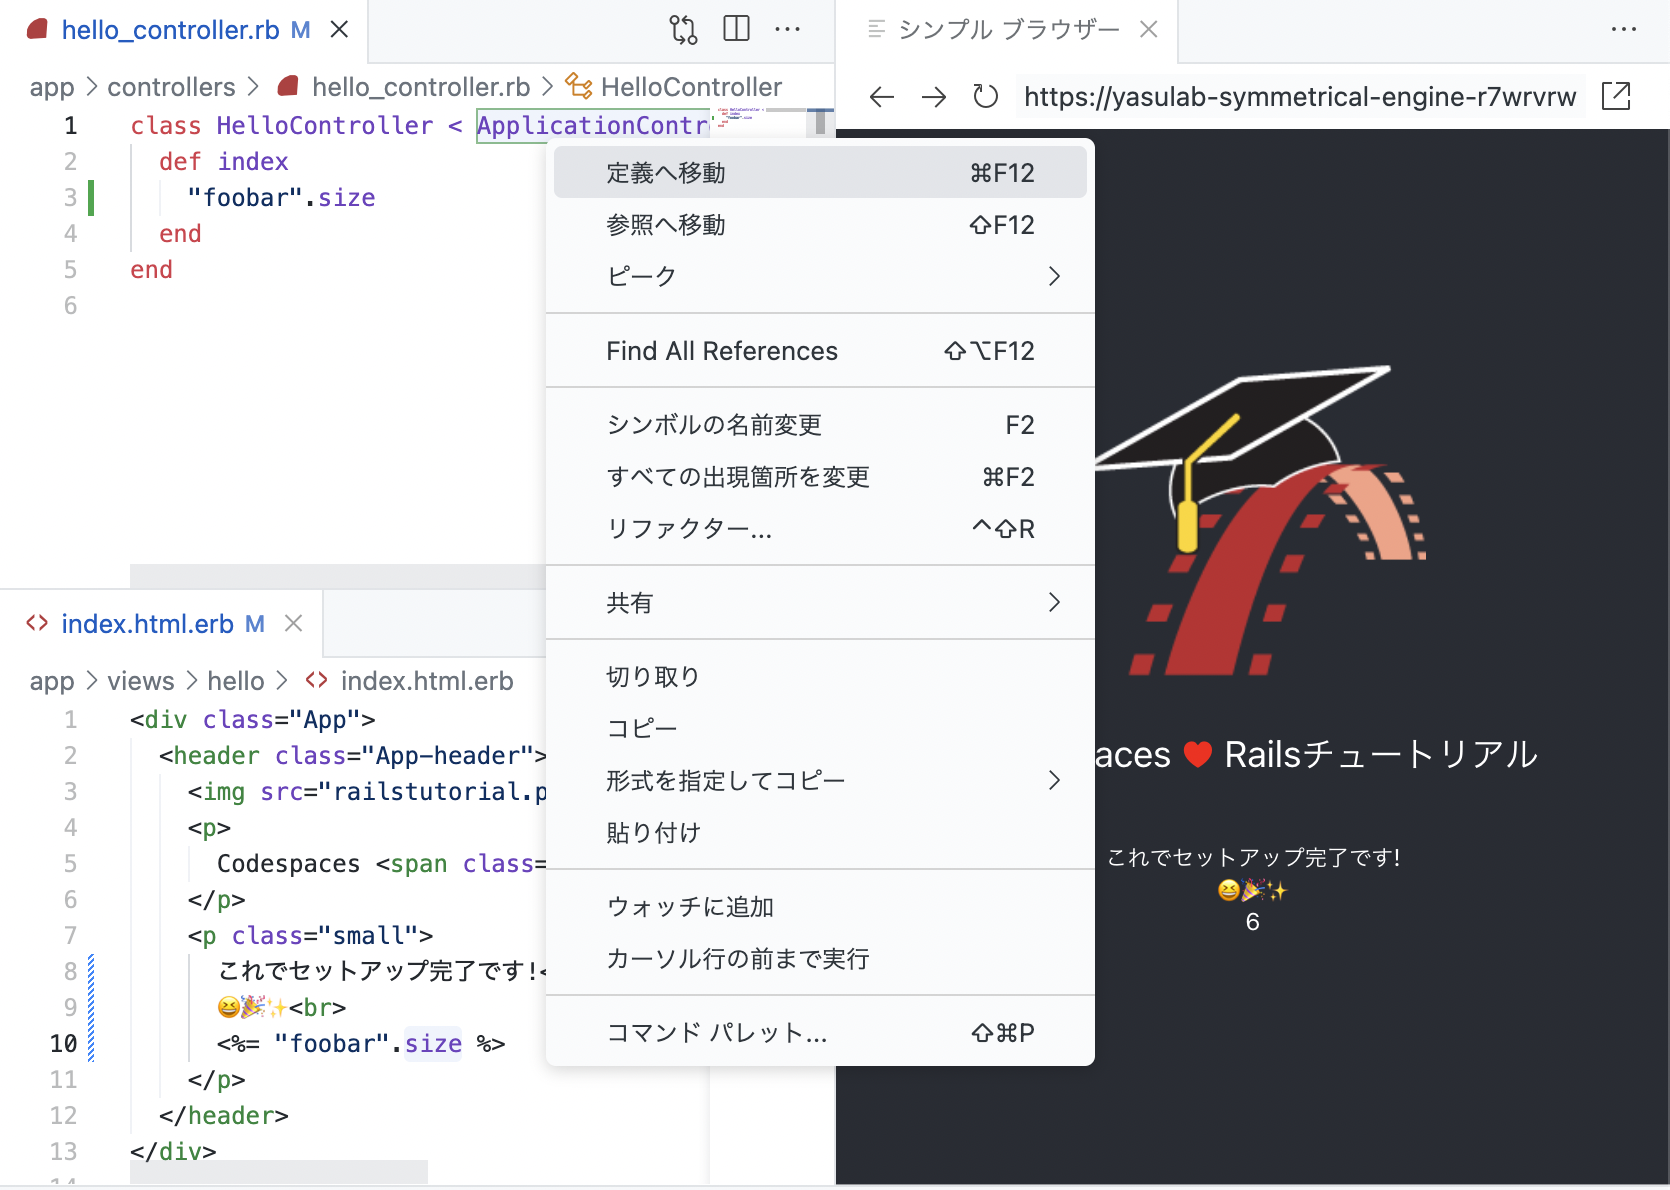 hello_controller.rb M
app > controllers > hello_controller.rb > HelloController
1 class HelloController < ApplicationContr
2 def index
3 "foobar".size
4 end
5 end
6
定義へ移動 ⌘F12
参照へ移動 ⇧F12
ピーク
Find All References ⇧⌥F12
シンボルの名前変更 F2
すべての出現箇所を変更 ⌘F2
リファクター... ^⇧R
共有
切り取り
コピー
形式を指定してコピー
貼り付け
ウォッチに追加
カーソル行の前まで実行
コマンド パレット... ⇧⌘P
index.html.erb M
app > views > hello > <> index.html.erb
1 <div class="App">
2 <header class="App-header">
3 <img src="railstutorial.p
4 <p>
5 Codespaces <span class=
6 </p>
7 <p class="small">
8 これでセットアップ完了です!<
9 😆🎉✨<br>
10 <%= "foobar".size %>
11 </p>
12 </header>
13 </div>
シンプル ブラウザー
https://yasulab-symmetrical-engine-r7wrvrw
aces ♥ Railsチュートリアル
これでセットアップ完了です!
😆🎉✨
6